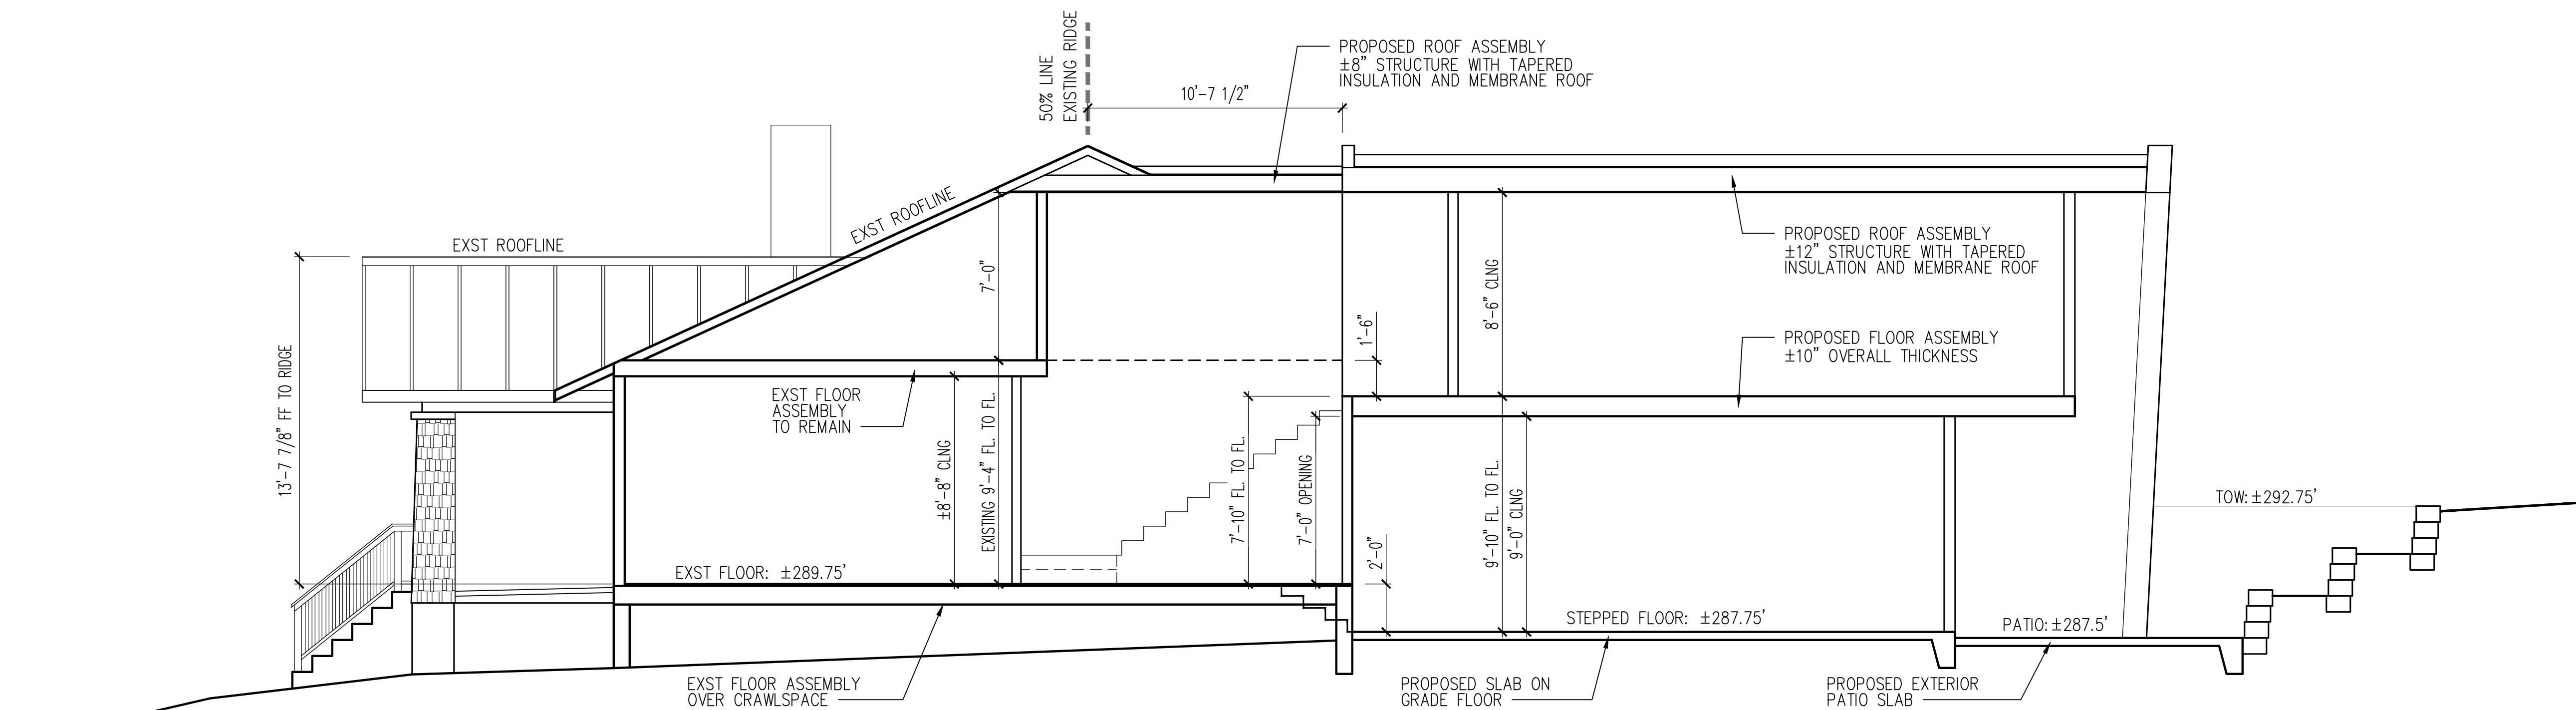 50% LINE
EXISTING RIDGE
10'-7 1/2"
PROPOSED ROOF ASSEMBLY
±8" STRUCTURE WITH TAPERED
INSULATION AND MEMBRANE ROOF
EXST ROOFLINE
EXST ROOFLINE
13'-7 7/8" FF TO RIDGE
7'-0"
8'-6" CLNG
1'-6"
PROPOSED ROOF ASSEMBLY
±12" STRUCTURE WITH TAPERED
INSULATION AND MEMBRANE ROOF
PROPOSED FLOOR ASSEMBLY
±10" OVERALL THICKNESS
EXST FLOOR
ASSEMBLY
TO REMAIN
±8'-8" CLNG
EXISTING 9'-4" FL. TO FL.
7'-10" FL. TO FL.
7'-0" OPENING
2'-0"
9'-10" FL. TO FL.
9'-0" CLNG
TOW: ±292.75'
EXST FLOOR: ±289.75'
STEPPED FLOOR: ±287.75'
PATIO: ±287.5'
EXST FLOOR ASSEMBLY
OVER CRAWLSPACE
PROPOSED SLAB ON
GRADE FLOOR
PROPOSED EXTERIOR
PATIO SLAB